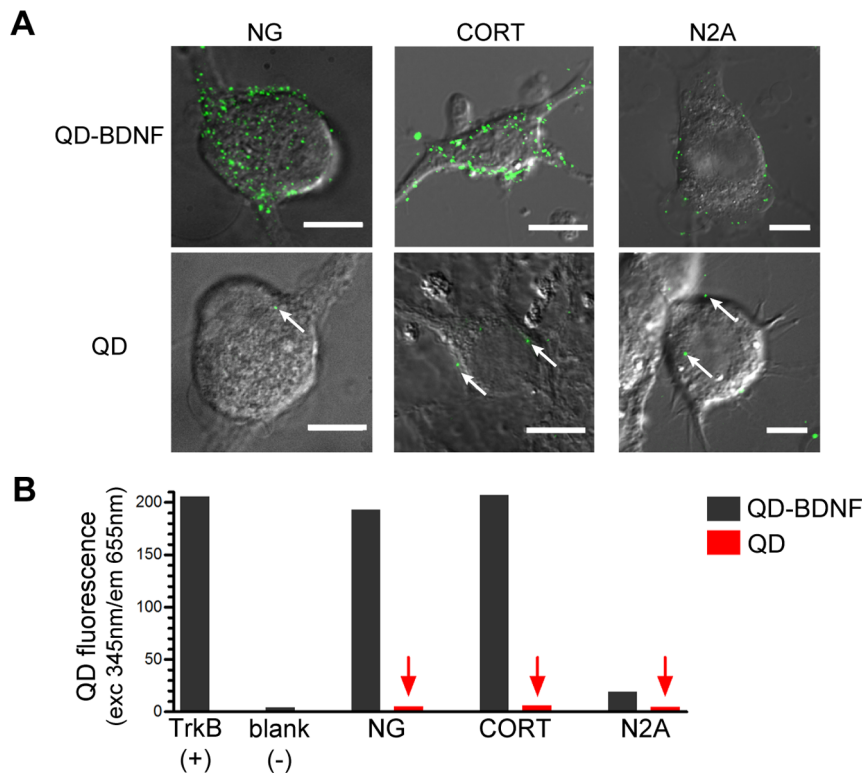 A
NG
CORT
N2A
QD-BDNF
QD
B
QD fluorescence
(exc 345nm/em 655nm)
200
150
100
50
0
QD-BDNF
QD
TrkB
(+)
blank
(-)
NG
CORT
N2A